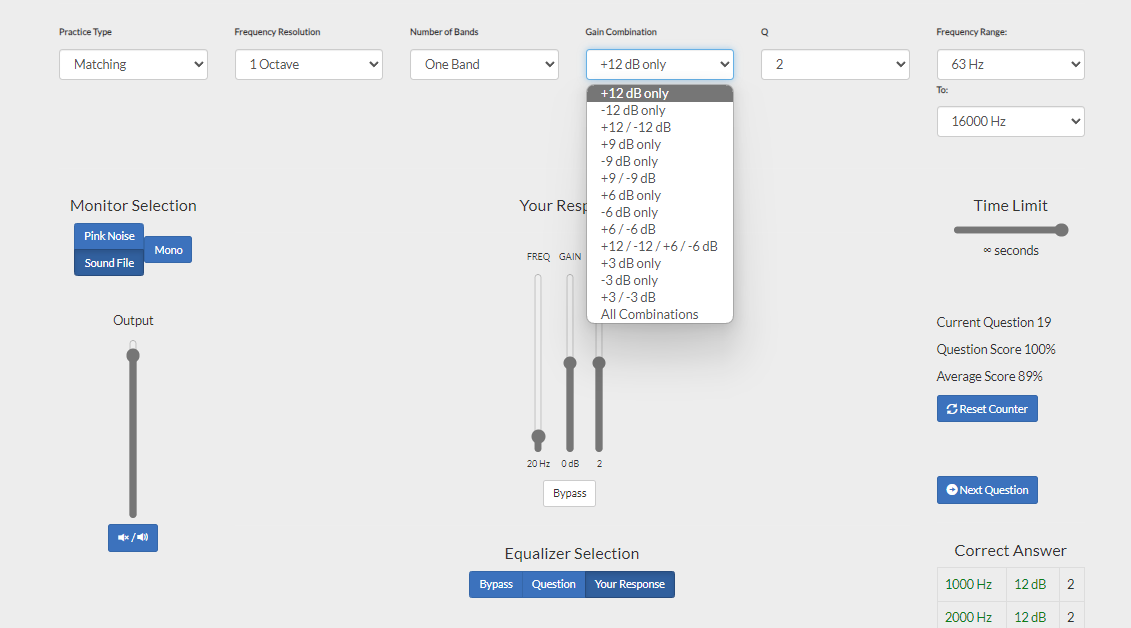 Practice Type
Frequency Resolution
Number of Bands
Gain Combination
Q
Frequency Range:
Matching
1 Octave
One Band
+12 dB only
2
63 Hz
To:
16000 Hz
+12 dB only
-12 dB only
+12 / -12 dB
+9 dB only
-9 dB only
+9 / -9 dB
+6 dB only
-6 dB only
+6 / -6 dB
+12 / -12 / +6 / -6 dB
+3 dB only
-3 dB only
+3 / -3 dB
All Combinations
Monitor Selection
Pink Noise
Sound File
Mono
Output
/
Your Resp
FREQ GAIN
20 Hz 0 dB 2
Bypass
Equalizer Selection
Bypass Question Your Response
Time Limit
∞ seconds
Current Question 19
Question Score 100%
Average Score 89%
Reset Counter
Next Question
Correct Answer
1000 Hz 12 dB 2
2000 Hz 12 dB 2